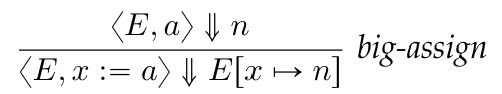 ⟨E, a⟩ ⇓ n
⟨E, x := a⟩ ⇓ E[x ↦ n] big-assign